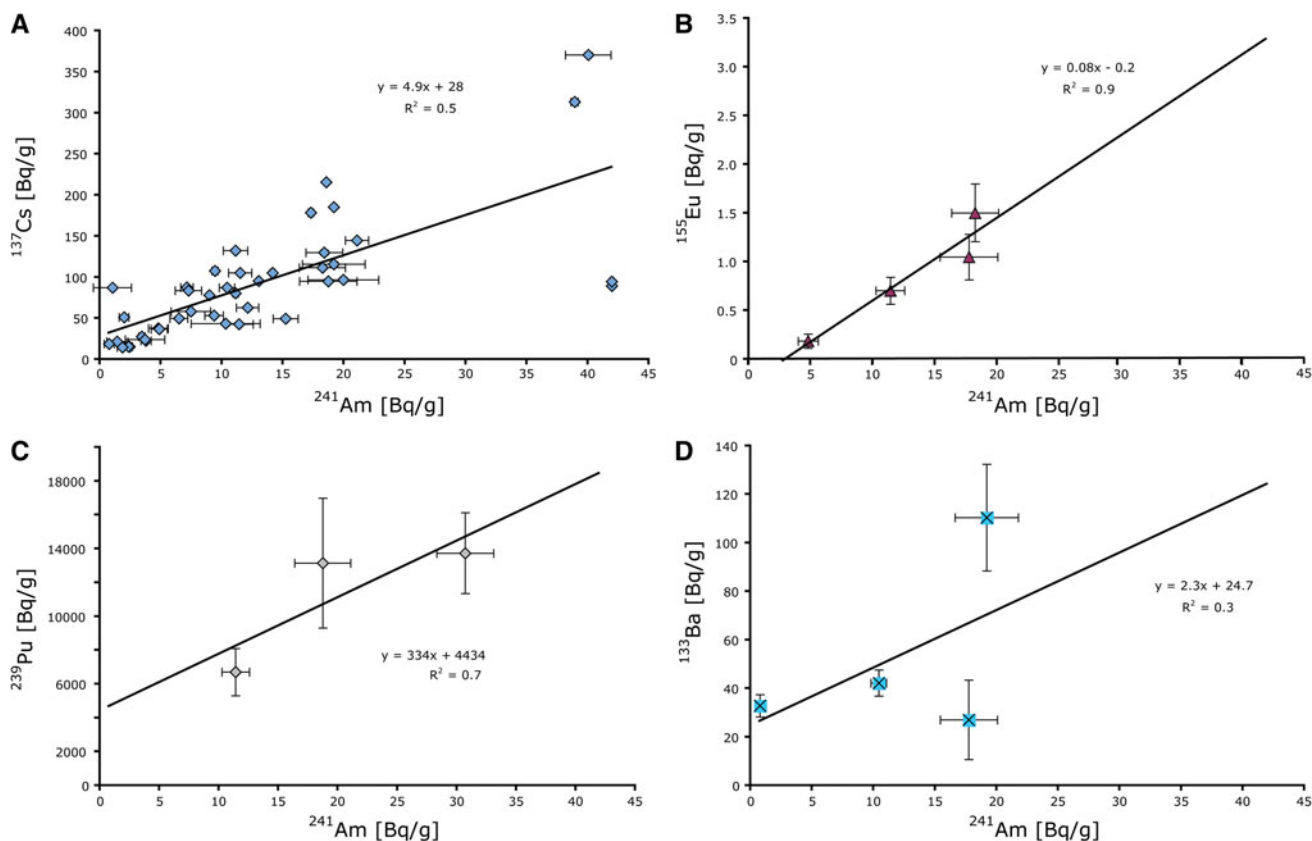 A
400
350
300
250
200
150
100
50
0
137Cs [Bq/g]
y = 4.9x + 28
R2 = 0.5
0 5 10 15 20 25 30 35 40 45
241Am [Bq/g]
B
3.5
3.0
2.5
2.0
1.5
1.0
0.5
0
155Eu [Bq/g]
y = 0.08x - 0.2
R2 = 0.9
0 5 10 15 20 25 30 35 40 45
241Am [Bq/g]
C
18000
14000
10000
6000
2000
0
239Pu [Bq/g]
y = 334x + 4434
R2 = 0.7
0 5 10 15 20 25 30 35 40 45
241Am [Bq/g]
D
140
120
100
80
60
40
20
0
133Ba [Bq/g]
y = 2.3x + 24.7
R2 = 0.3
0 5 10 15 20 25 30 35 40 45
241Am [Bq/g]